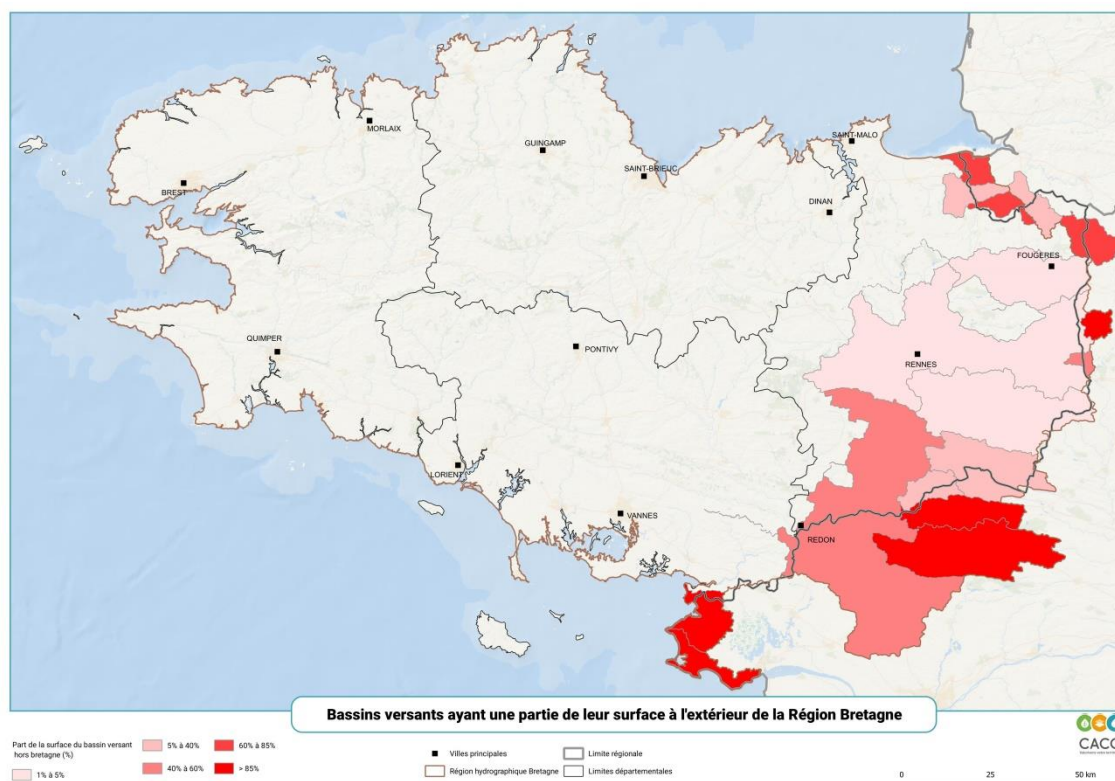 MORLAIX
GUINGAMP
SAINT-MALO
SAINT-BRIEUC
BREST
DINAN
FOUGERES
QUIMPER
PONTIVY
RENNES
LORIENT
VANNES
REDON
Bassins versants ayant une partie de leur surface à l'extérieur de la Région Bretagne
Part de la surface du bassin versant
hors bretagne (%)
1% à 5%
5% à 40%
40% à 60%
60% à 85%
> 85%
Villes principales
Région hydrographique Bretagne
Limite régionale
Limites départementales
0 25 50 km